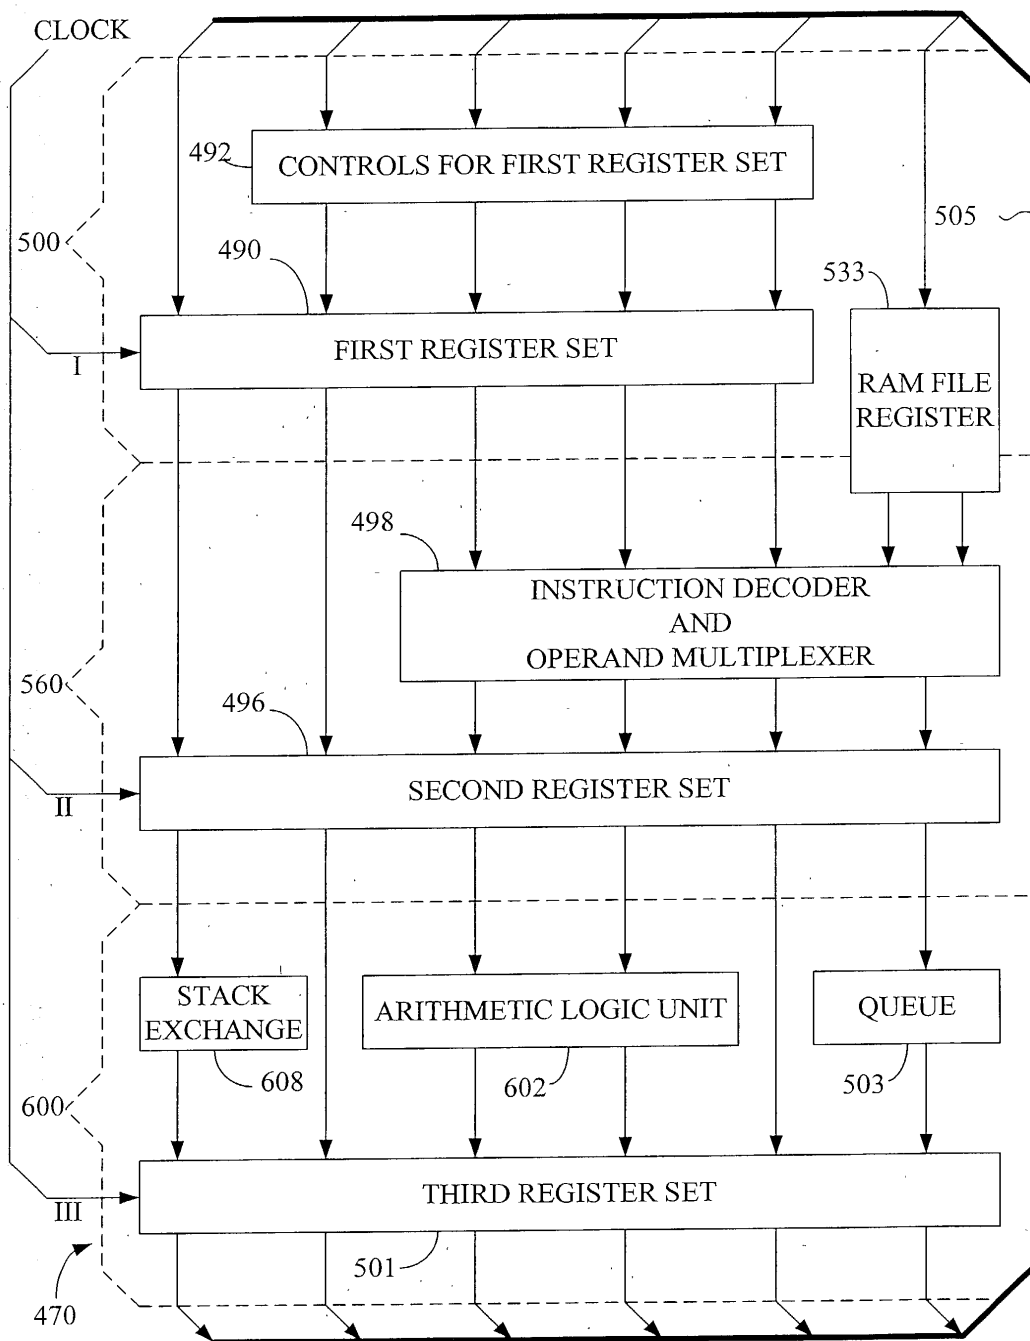 CLOCK
492
CONTROLS FOR FIRST REGISTER SET
505
500
490
533
FIRST REGISTER SET
I
RAM FILE
REGISTER
498
INSTRUCTION DECODER
AND
OPERAND MULTIPLEXER
560
496
SECOND REGISTER SET
II
STACK
EXCHANGE
ARITHMETIC LOGIC UNIT
QUEUE
608
602
503
600
THIRD REGISTER SET
III
501
470